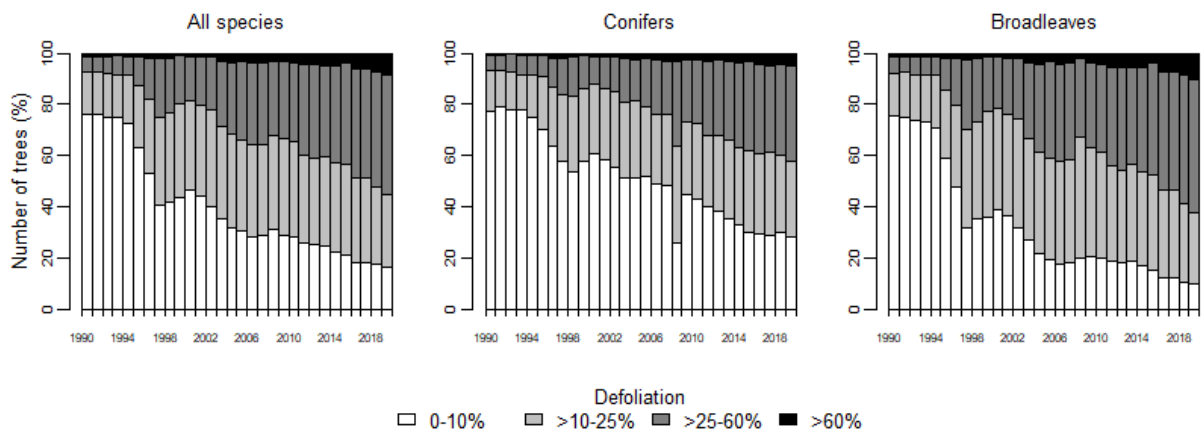 All species
Conifers
Broadleaves
Number of trees (%)
0 20 40 60 80 100
1990 1994 1998 2002 2006 2010 2014 2018
0 20 40 60 80 100
1990 1994 1998 2002 2006 2010 2014 2018
0 20 40 60 80 100
1990 1994 1998 2002 2006 2010 2014 2018
Defoliation
0-10% >10-25% >25-60% >60%